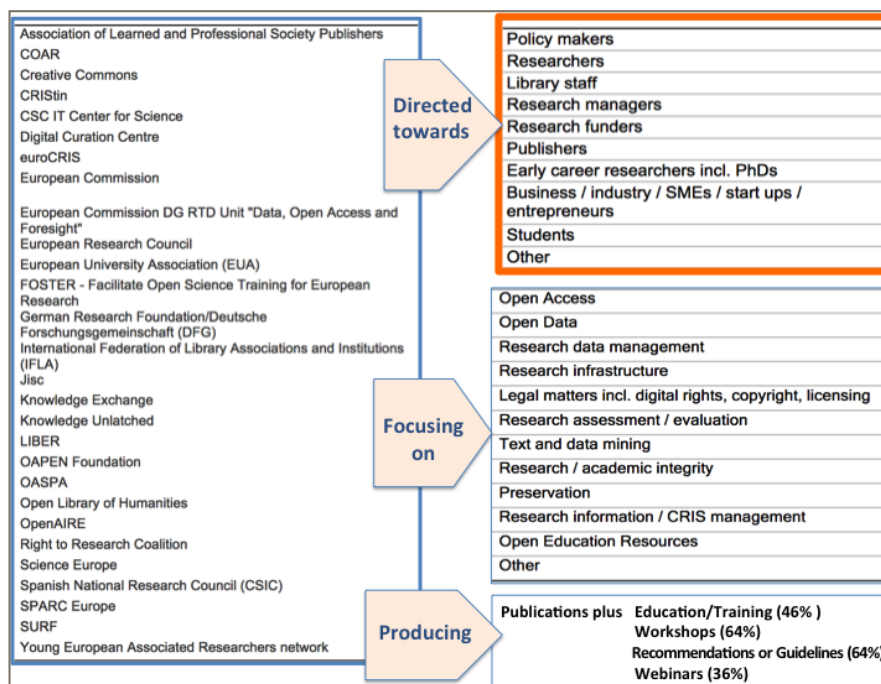 Association of Learned and Professional Society Publishers
COAR
Creative Commons
CRIStin
CSC IT Center for Science
Digital Curation Centre
euroCRIS
European Commission
European Commission DG RTD Unit "Data, Open Access and
Foresight"
European Research Council
European University Association (EUA)
FOSTER - Facilitate Open Science Training for European
Research
German Research Foundation/Deutsche
Forschungsgemeinschaft (DFG)
International Federation of Library Associations and Institutions
(IFLA)
Jisc
Knowledge Exchange
Knowledge Unlatched
LIBER
OAPEN Foundation
OASPA
Open Library of Humanities
OpenAIRE
Right to Research Coalition
Science Europe
Spanish National Research Council (CSIC)
SPARC Europe
SURF
Young European Associated Researchers network
Directed
towards
Policy makers
Researchers
Library staff
Research managers
Research funders
Publishers
Early career researchers incl. PhDs
Business / industry / SMEs / start ups /
entrepreneurs
Students
Other
Focusing
on
Open Access
Open Data
Research data management
Research infrastructure
Legal matters incl. digital rights, copyright, licensing
Research assessment / evaluation
Text and data mining
Research / academic integrity
Preservation
Research information / CRIS management
Open Education Resources
Other
Producing
Publications plus Education/Training (46% )
Workshops (64%)
Recommendations or Guidelines (64%)
Webinars (36%)